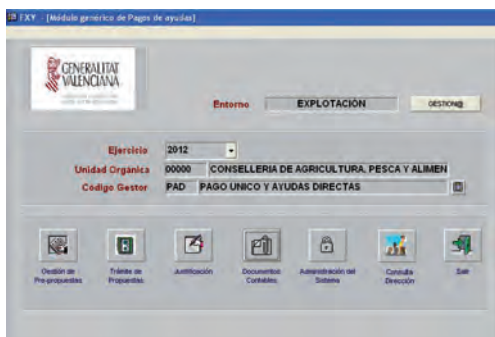 FXY - [Módulo genérico de Pagos de ayudas]
GENERALITAT
VALENCIANA
Entorno EXPLOTACIÓN GESTION@
Ejercicio 2012
Unidad Orgánica 00000 CONSELLERIA DE AGRICULTURA, PESCA Y ALIMEN
Código Gestor PAD PAGO UNICO Y AYUDAS DIRECTAS
Gestión de Pre-propuestas
Trámite de Propuestas
Justificación
Documentos Contables
Administración del Sistema
Consulta Dirección
Salir